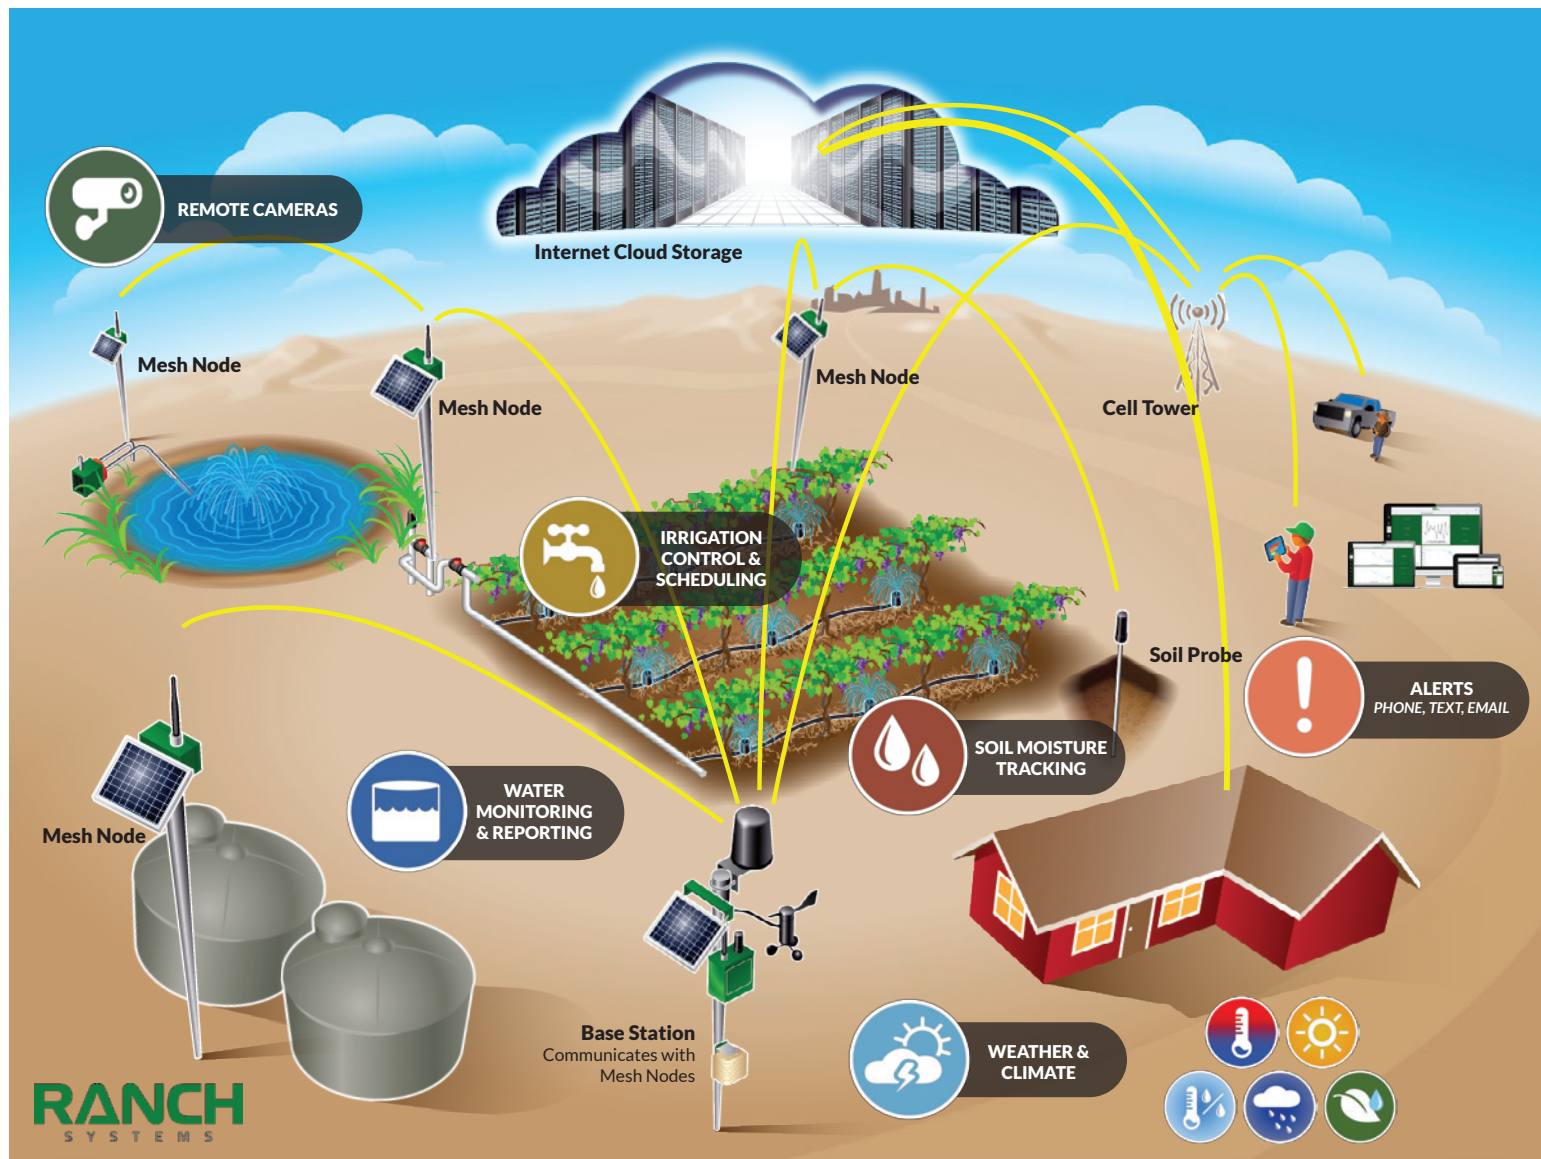 REMOTE CAMERAS
Internet Cloud Storage
Mesh Node
Mesh Node
Mesh Node
Cell Tower
IRRIGATION
CONTROL &
SCHEDULING
Soil Probe
ALERTS
PHONE, TEXT, EMAIL
SOIL MOISTURE
TRACKING
WATER
MONITORING
& REPORTING
Mesh Node
Base Station
Communicates with
Mesh Nodes
WEATHER &
CLIMATE
RANCH
SYSTEMS